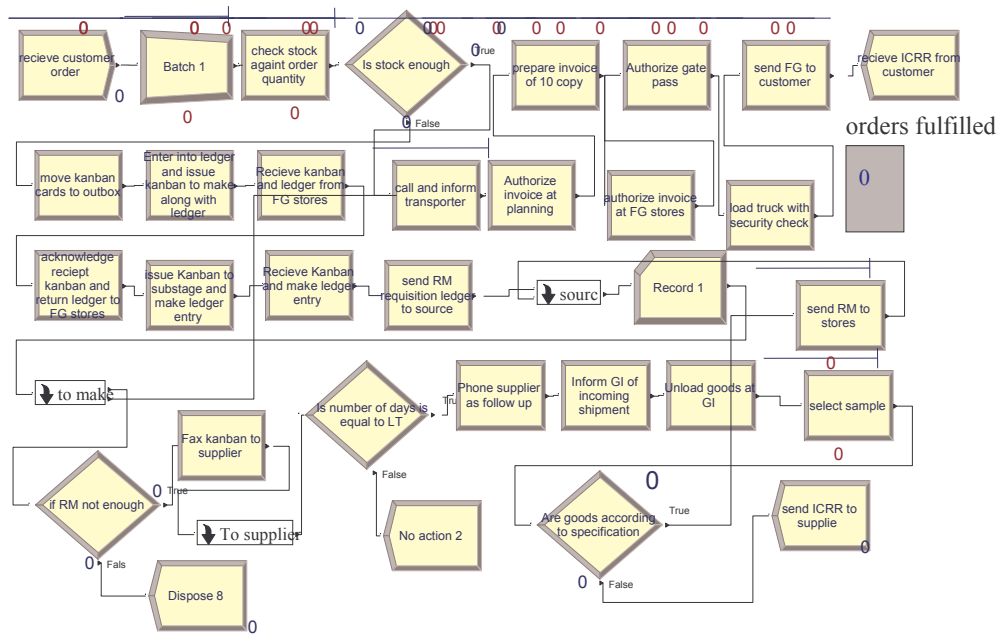 0 0 0 0 0 00 0 0 0 0 0 0 0 0 0
recieve customer
order
0
Batch 1
0
check stock
againt order
quantity
0
Is stock enough
0
True
0
False
prepare invoice
of 10 copy
Authorize gate
pass
send FG to
customer
recieve ICRR from
customer
orders fulfilled
0
move kanban
cards to outbox
Enter into ledger
and issue
kanban to make
along with
ledger
Recieve kanban
and ledger from
FG stores
call and inform
transporter
Authorize
invoice at
planning
authorize invoice
at FG stores
load truck with
security check
acknowledge
reciept
kanban and
return ledger to
FG stores
issue Kanban to
substage and
make ledger
entry
Recieve Kanban
and make ledger
entry
send RM
requisition ledger
to source
sourc
Record 1
send RM to
stores
0
to make
Fax kanban to
supplier
Is number of days is
equal to LT
Tru
False
Phone supplier
as follow up
Inform GI of
incoming
shipment
Unload goods at
GI
select sample
0
if RM not enough
0
True
0
Fals
To supplier
No action 2
Are goods according
to specification
0
True
0
False
send ICRR to
supplie
0
Dispose 8
0